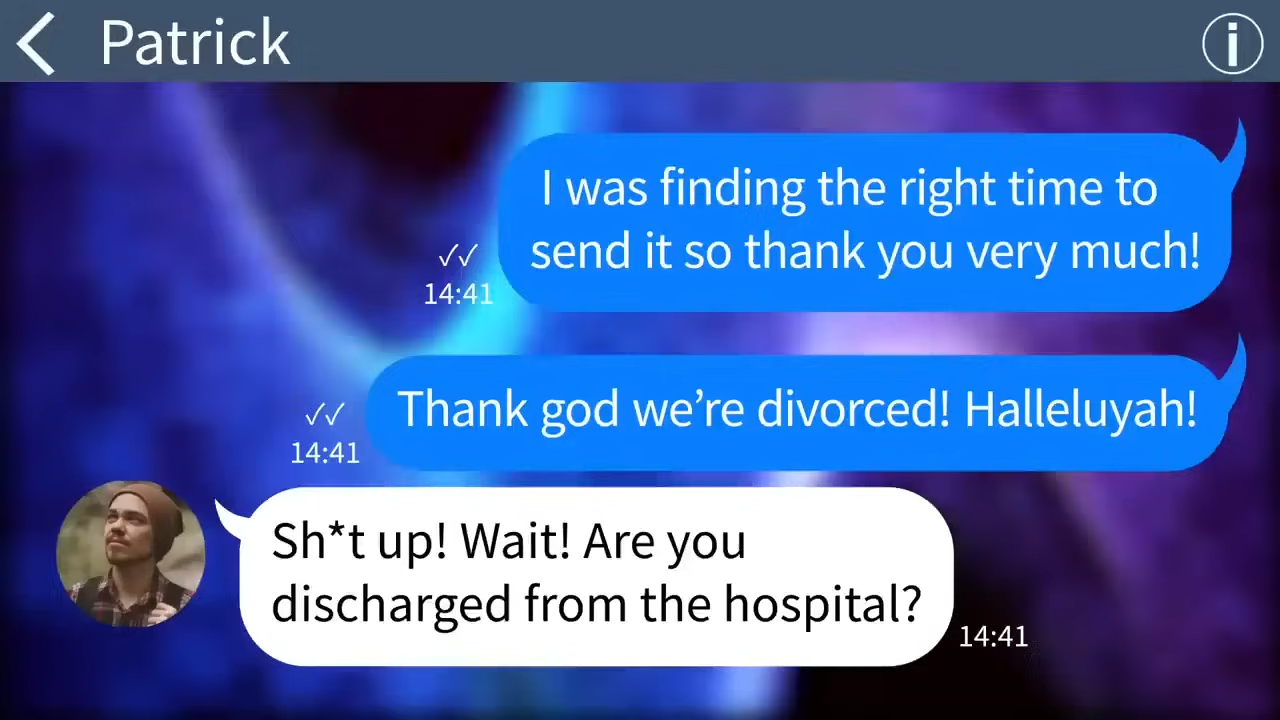 Patrick
i
I was finding the right time to
send it so thank you very much!
✓✓
14:41
Thank god we’re divorced! Halleluyah!
✓✓
14:41
Sh*t up! Wait! Are you
discharged from the hospital?
14:41